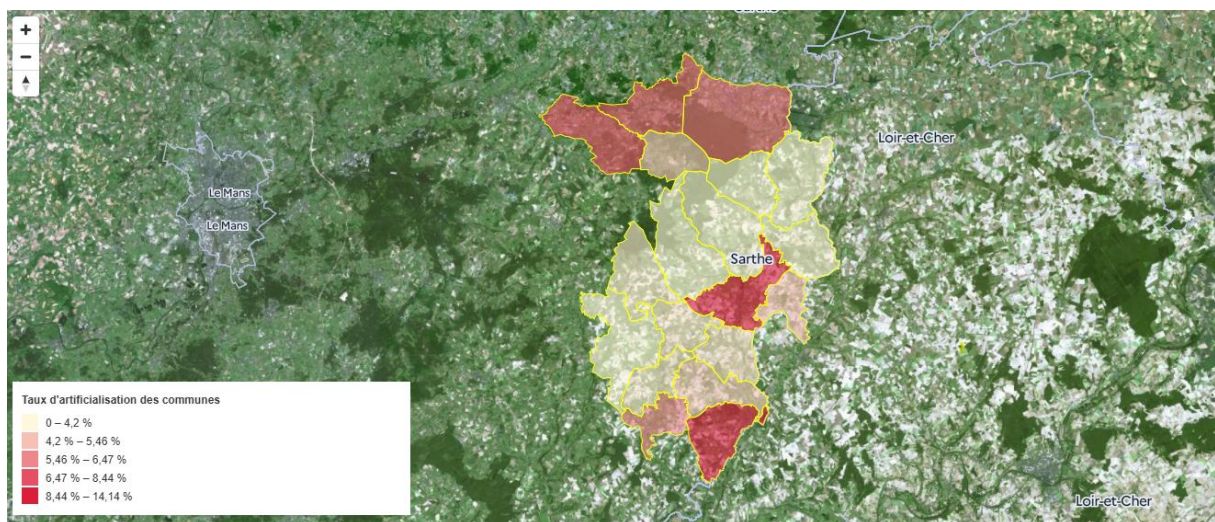 Sarthe
+
−
Loir-et-Cher
Le Mans
Le Mans
Sarthe
Taux d'artificialisation des communes
0 – 4,2 %
4,2 % – 5,46 %
5,46 % – 6,47 %
6,47 % – 8,44 %
8,44 % – 14,14 %
Loir-et-Cher